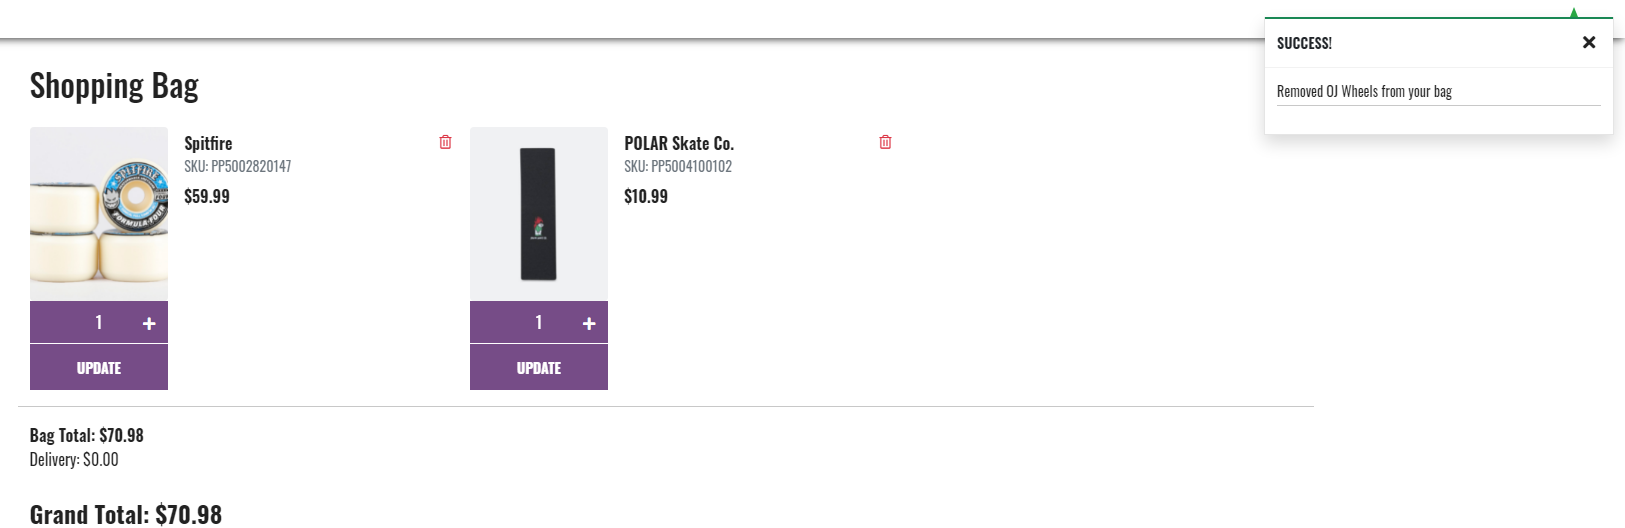 SUCCESS!
Removed OJ Wheels from your bag
Shopping Bag
SPITFIRE
FORMULA FOUR
Spitfire
SKU: PP5002820147
$59.99
1 +
UPDATE
POLAR Skate Co.
SKU: PP5004100102
$10.99
1 +
UPDATE
Bag Total: $70.98
Delivery: $0.00
Grand Total: $70.98